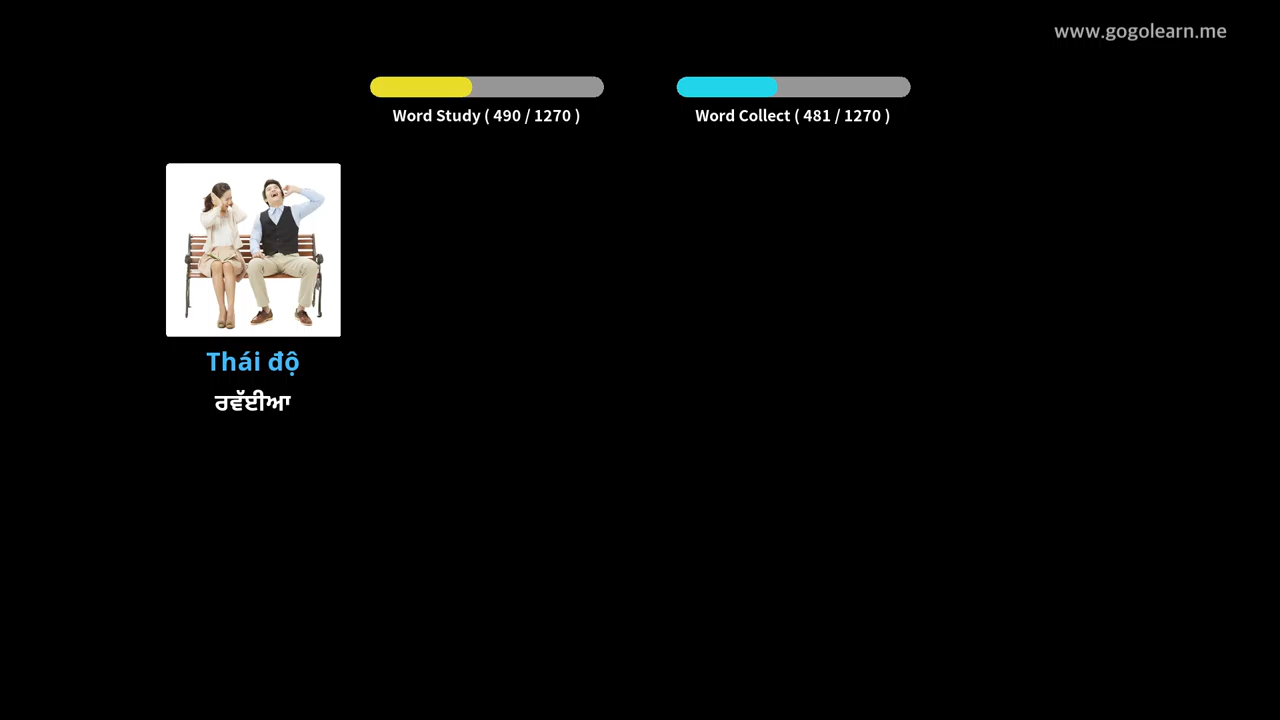 www.gogolearn.me
Word Study ( 490 / 1270 )
Word Collect ( 481 / 1270 )
Thái độ
ਰਵੱਈਆ